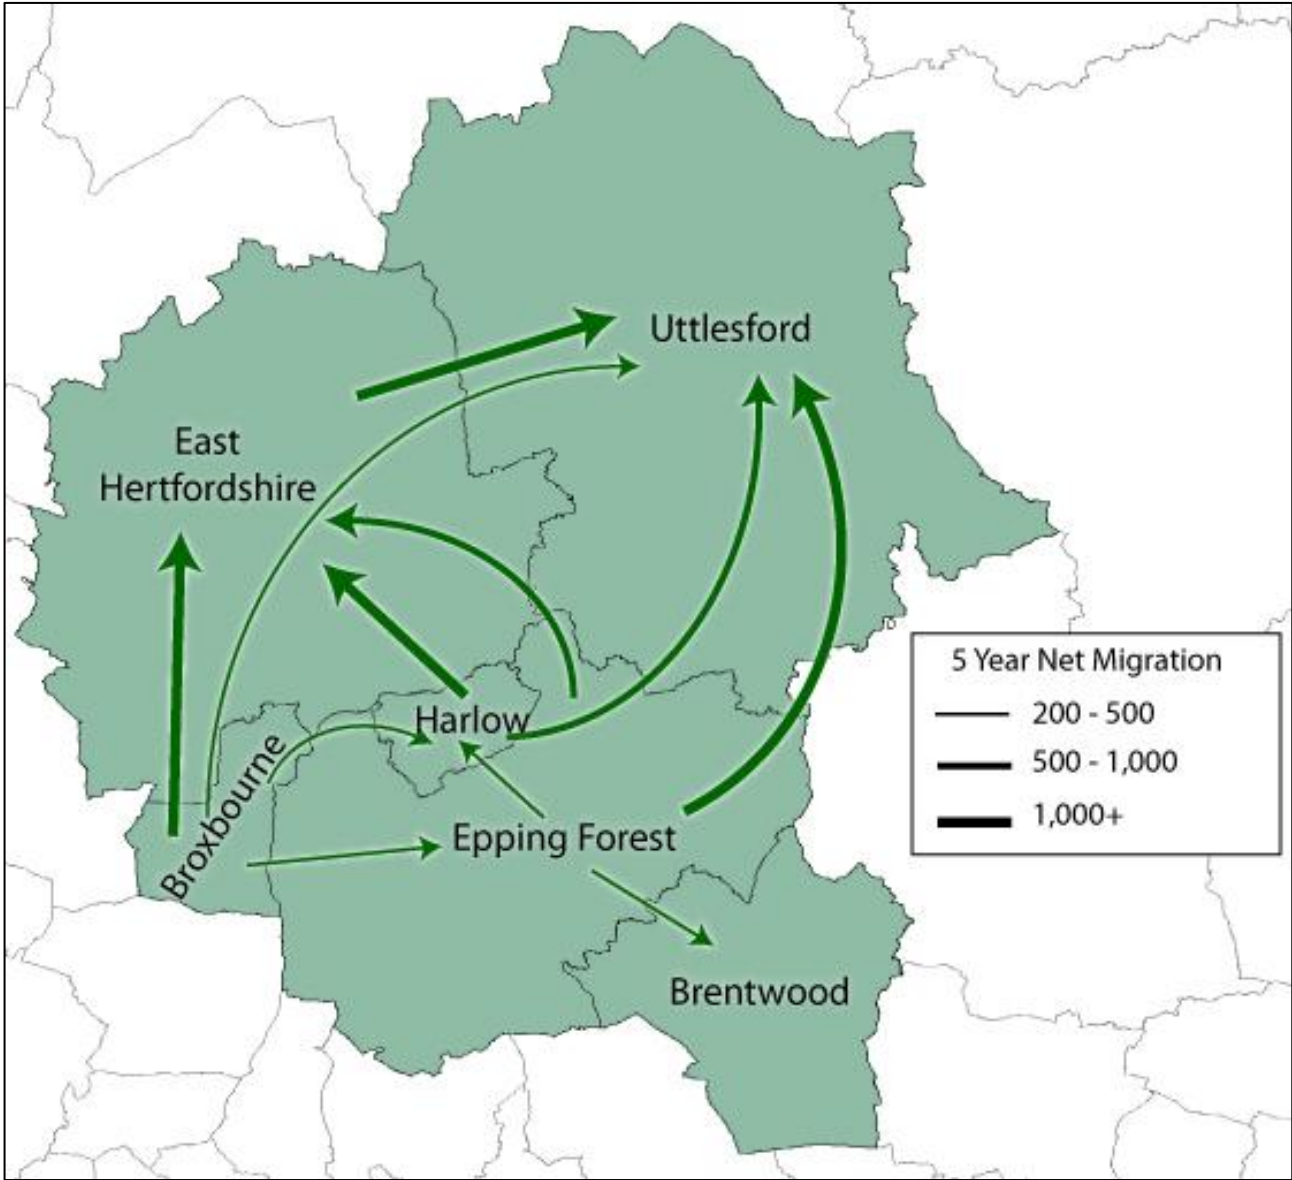 Uttlesford
East
Hertfordshire
Harlow
Broxbourne
Epping Forest
Brentwood
5 Year Net Migration
200 - 500
500 - 1,000
1,000+